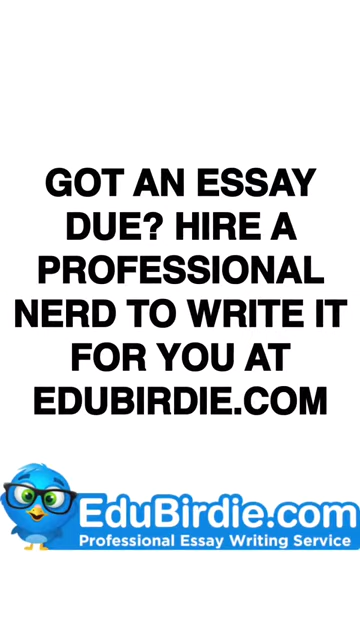 GOT AN ESSAY
DUE? HIRE A
PROFESSIONAL
NERD TO WRITE IT
FOR YOU AT
EDUBIRDIE.COM
EduBirdie.com
Professional Essay Writing Service